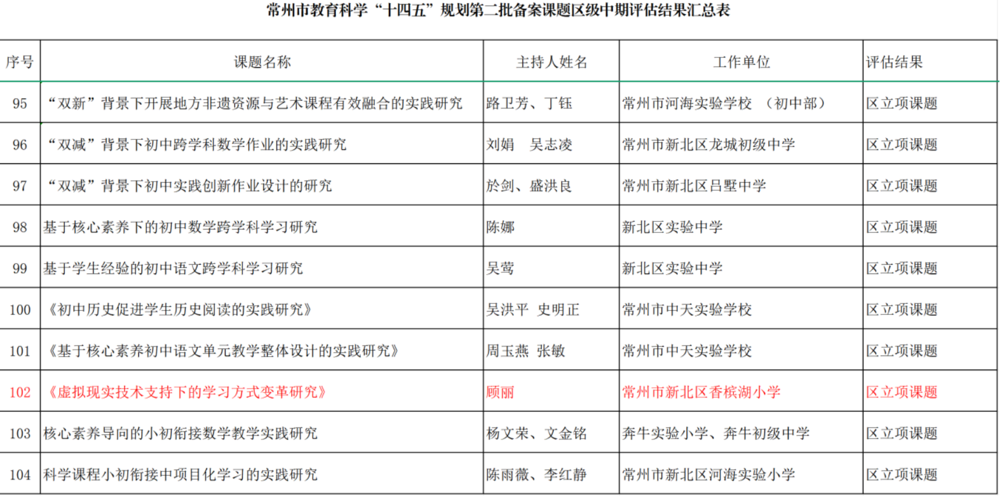 常州市教育科学“十四五”规划第二批备案课题区级中期评估结果汇总表
序号 课题名称 主持人姓名 工作单位 评估结果
95 “双新”背景下开展地方非遗资源与艺术课程有效融合的实践研究 路卫芳、丁钰 常州市河海实验学校 （初中部） 区立项课题
96 “双减”背景下初中跨学科数学作业的实践研究 刘娟 吴志凌 常州市新北区龙城初级中学 区立项课题
97 “双减”背景下初中实践创新作业设计的研究 於剑、盛洪良 常州市新北区吕墅中学 区立项课题
98 基于核心素养下的初中数学跨学科学习研究 陈娜 新北区实验中学 区立项课题
99 基于学生经验的初中语文跨学科学习研究 吴莺 新北区实验中学 区立项课题
100 《初中历史促进学生历史阅读的实践研究》 吴洪平 史明正 常州市中天实验学校 区立项课题
101 《基于核心素养初中语文单元教学整体设计的实践研究》 周玉燕 张敏 常州市中天实验学校 区立项课题
102 《虚拟现实技术支持下的学习方式变革研究》 顾丽 常州市新北区香槟湖小学 区立项课题
103 核心素养导向的小初衔接数学教学实践研究 杨文荣、文金铭 奔牛实验小学、奔牛初级中学 区立项课题
104 科学课程小初衔接中项目化学习的实践研究 陈雨薇、李红静 常州市新北区河海实验小学 区立项课题